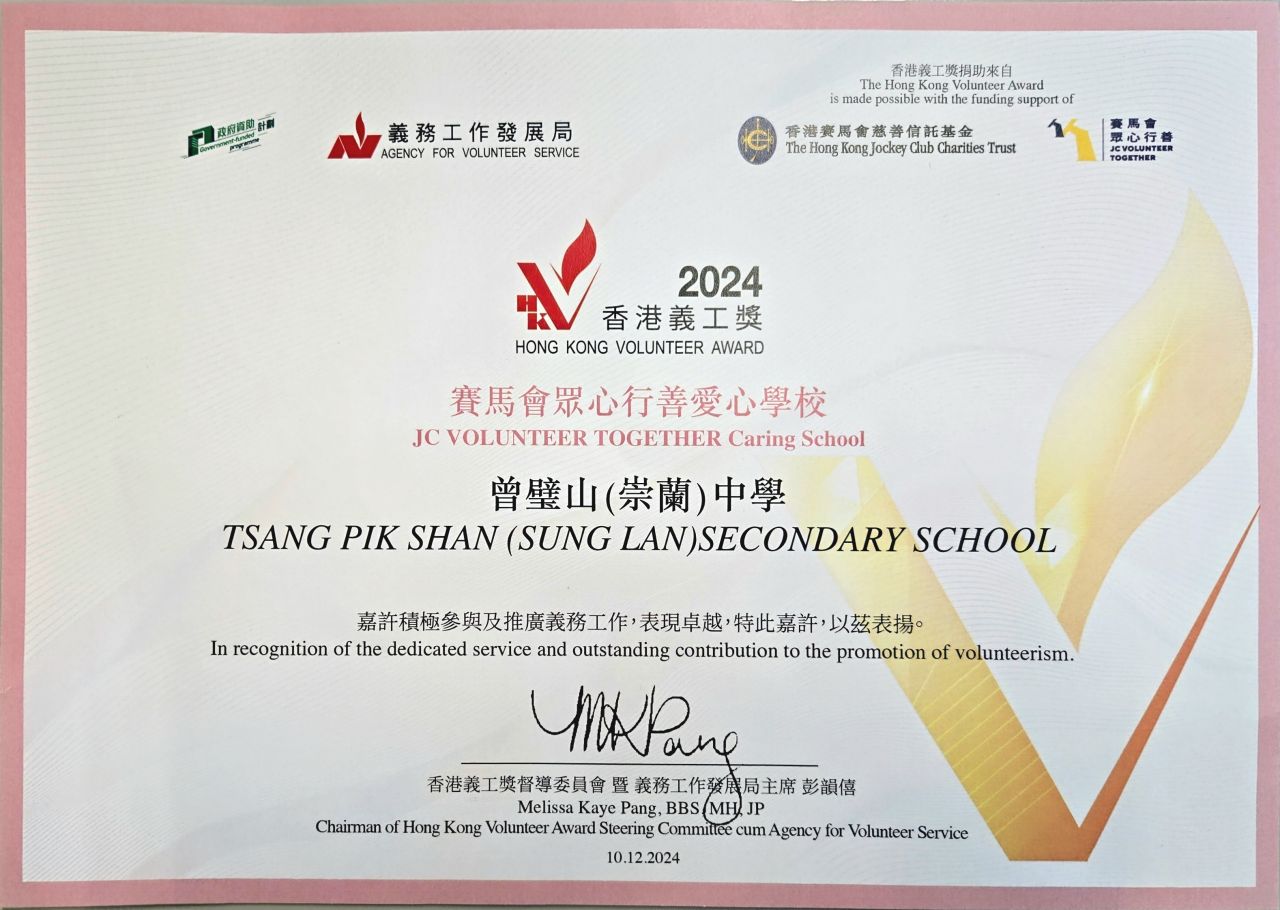 香港義工獎捐助來自
The Hong Kong Volunteer Award
is made possible with the funding support of
政府資助計劃
Government-funded
programme
義務工作發展局
AGENCY FOR VOLUNTEER SERVICE
香港賽馬會慈善信託基金
The Hong Kong Jockey Club Charities Trust
賽馬會
眾心行善
JC VOLUNTEER
TOGETHER
HK
2024
香港義工獎
HONG KONG VOLUNTEER AWARD
賽馬會眾心行善愛心學校
JC VOLUNTEER TOGETHER Caring School
曾璧山(崇蘭)中學
TSANG PIK SHAN (SUNG LAN)SECONDARY SCHOOL
嘉許積極參與及推廣義務工作,表現卓越,特此嘉許,以茲表揚。
In recognition of the dedicated service and outstanding contribution to the promotion of volunteerism.
MKPang
香港義工獎督導委員會 暨 義務工作發展局主席 彭韻僖
Melissa Kaye Pang, BBS, MH, JP
Chairman of Hong Kong Volunteer Award Steering Committee cum Agency for Volunteer Service
10.12.2024